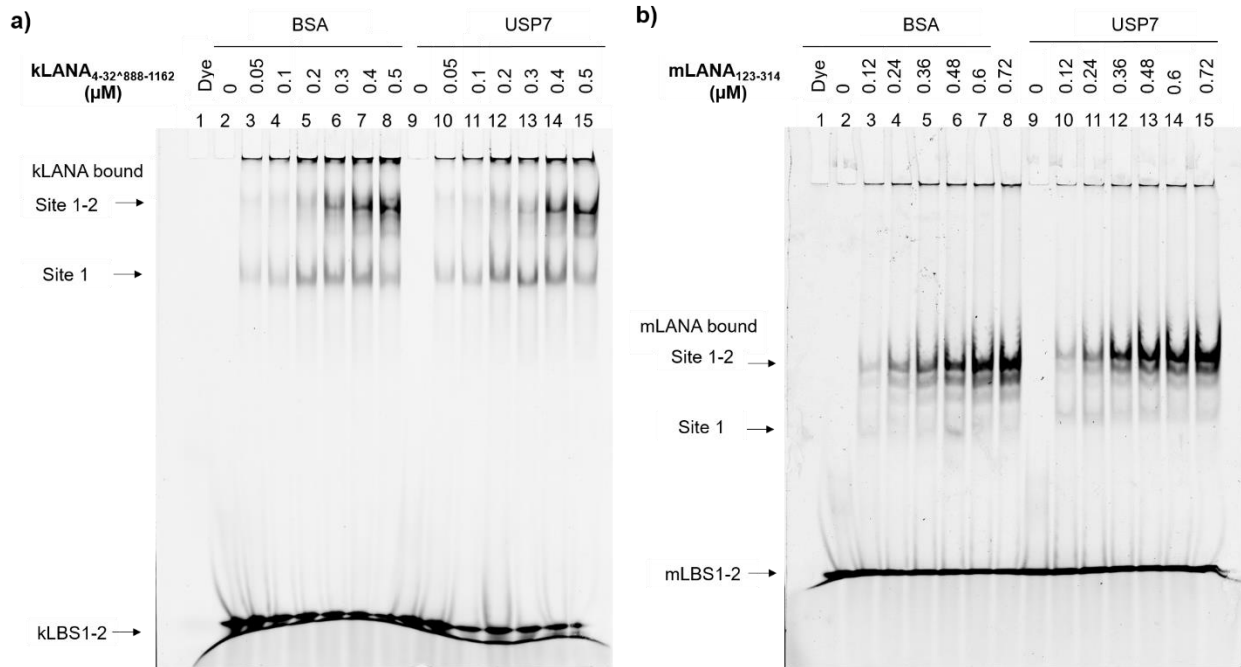 a)
BSA
USP7
kLANA4-32^888-1162
(µM)
Dye
0
0.05
0.1
0.2
0.3
0.4
0.5
0
0.05
0.1
0.2
0.3
0.4
0.5
1 2 3 4 5 6 7 8 9 10 11 12 13 14 15
kLANA bound
Site 1-2
Site 1
kLBS1-2
b)
BSA
USP7
mLANA123-314
(µM)
Dye
0
0.12
0.24
0.36
0.48
0.6
0.72
0
0.12
0.24
0.36
0.48
0.6
0.72
1 2 3 4 5 6 7 8 9 10 11 12 13 14 15
mLANA bound
Site 1-2
Site 1
mLBS1-2